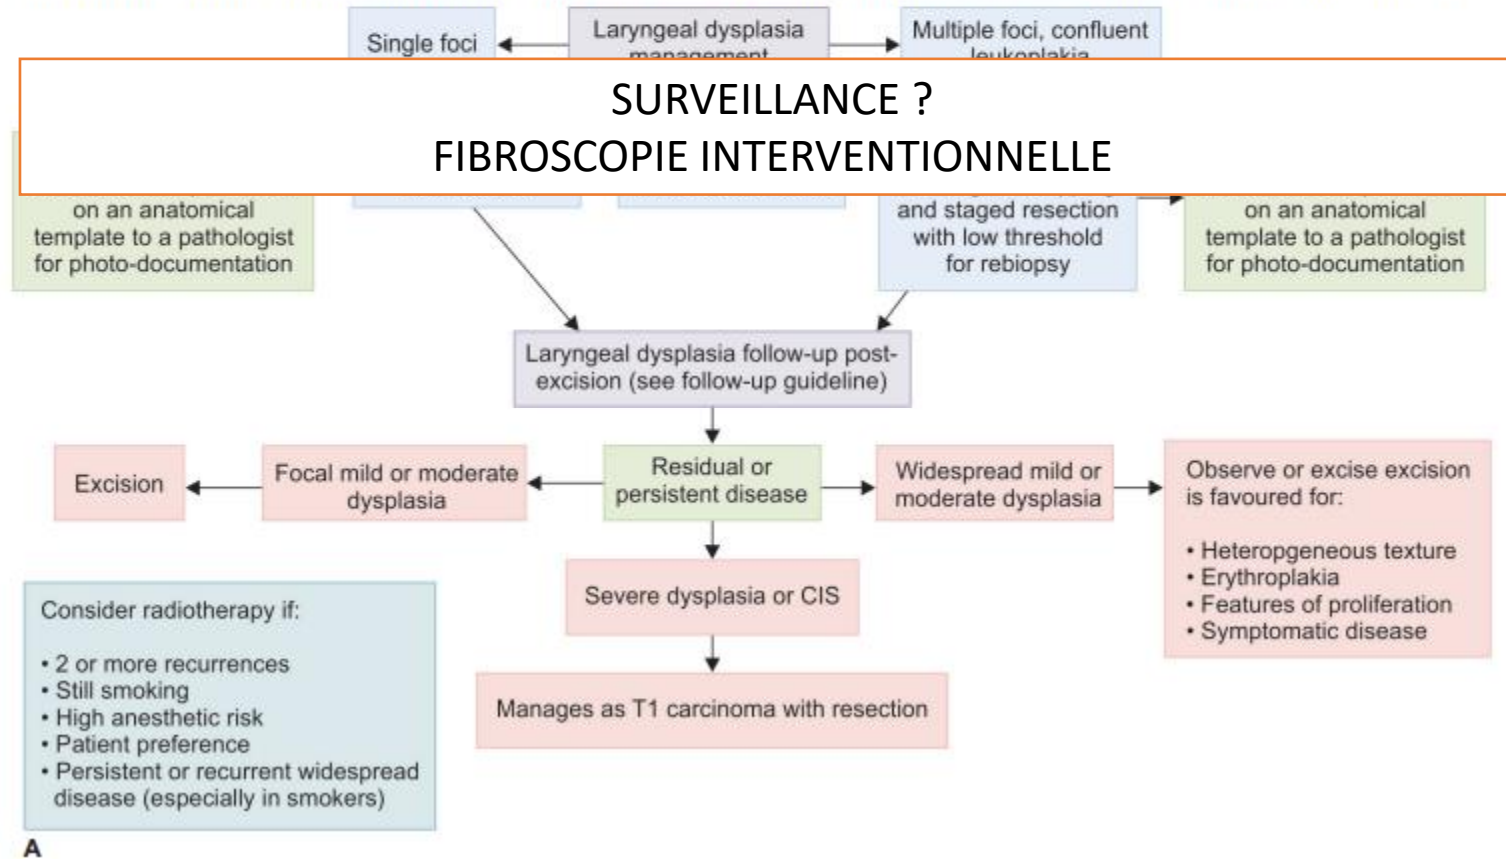 Single foci
Laryngeal dysplasia
management
Multiple foci, confluent
leukoplakia
SURVEILLANCE ?
FIBROSCOPIE INTERVENTIONNELLE
on an anatomical
template to a pathologist
for photo-documentation
and staged resection
with low threshold
for rebiopsy
on an anatomical
template to a pathologist
for photo-documentation
Laryngeal dysplasia follow-up post-
excision (see follow-up guideline)
Excision
Focal mild or moderate
dysplasia
Residual or
persistent disease
Widespread mild or
moderate dysplasia
Observe or excise excision
is favoured for:
• Heteropgeneous texture
• Erythroplakia
• Features of proliferation
• Symptomatic disease
Severe dysplasia or CIS
Manages as T1 carcinoma with resection
Consider radiotherapy if:
• 2 or more recurrences
• Still smoking
• High anesthetic risk
• Patient preference
• Persistent or recurrent widespread
disease (especially in smokers)
A